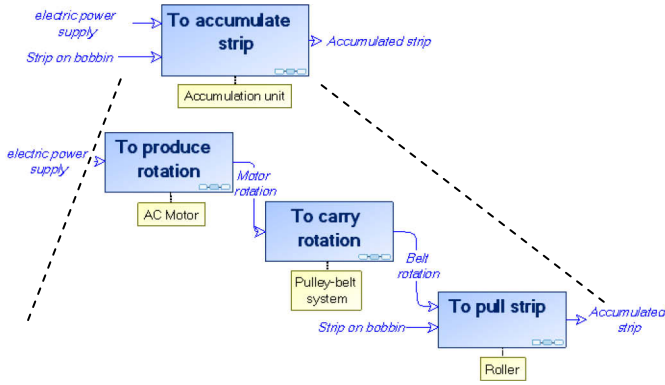 electric power
supply
To accumulate
strip
Strip on bobbin
Accumulated strip
Accumulation unit
electric power
supply
To produce
rotation
Motor
rotation
AC Motor
To carry
rotation
Belt
rotation
Pulley-belt
system
Strip on bobbin
To pull strip
Accumulated
strip
Roller